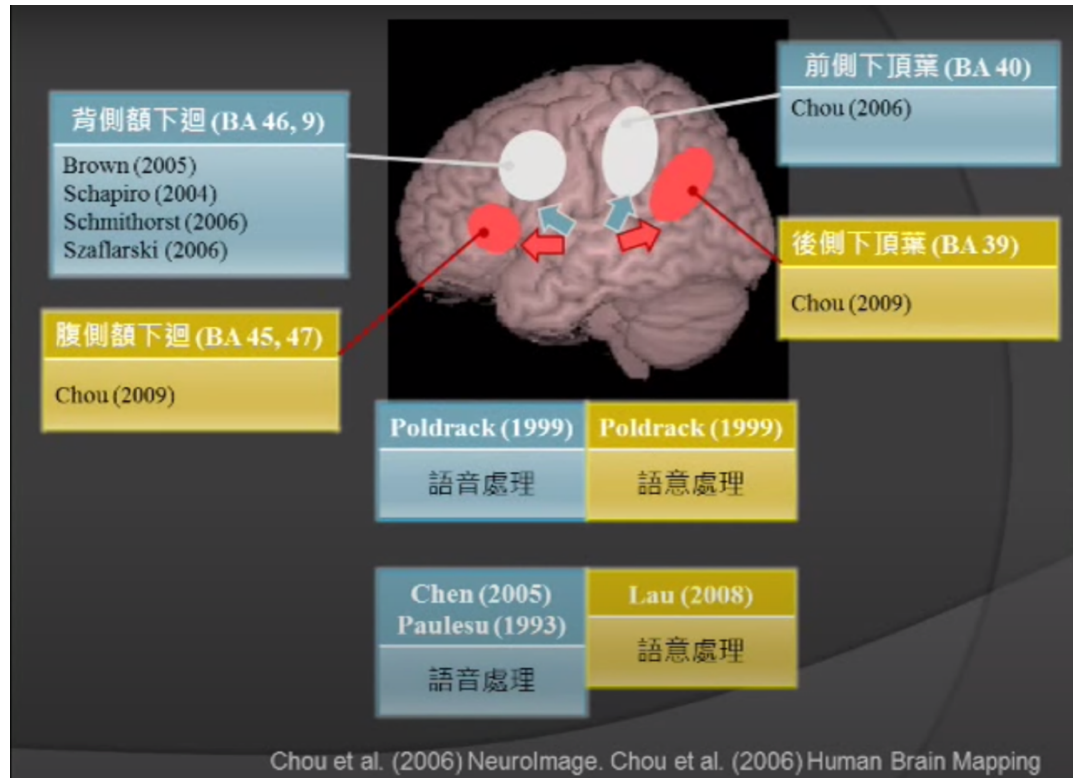 背側額下迴 (BA 46, 9)
Brown (2005)
Schapiro (2004)
Schmithorst (2006)
Szaflarski (2006)
腹側額下迴 (BA 45, 47)
Chou (2009)
前側下頂葉 (BA 40)
Chou (2006)
後側下頂葉 (BA 39)
Chou (2009)
Poldrack (1999)
語音處理
Poldrack (1999)
語意處理
Chen (2005)
Paulesu (1993)
語音處理
Lau (2008)
語意處理
Chou et al. (2006) NeuroImage. Chou et al. (2006) Human Brain Mapping